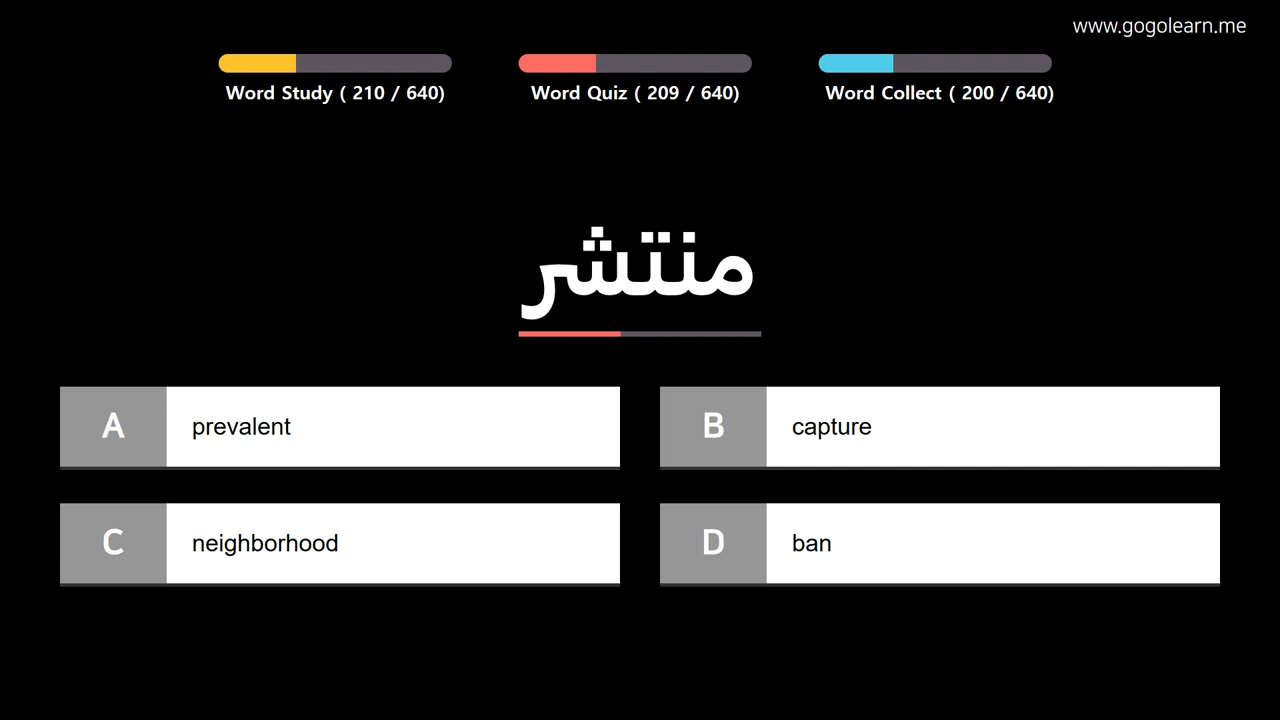 www.gogolearn.me
Word Study ( 210 / 640)
Word Quiz ( 209 / 640)
Word Collect ( 200 / 640)
منتشر
A prevalent
B capture
C neighborhood
D ban